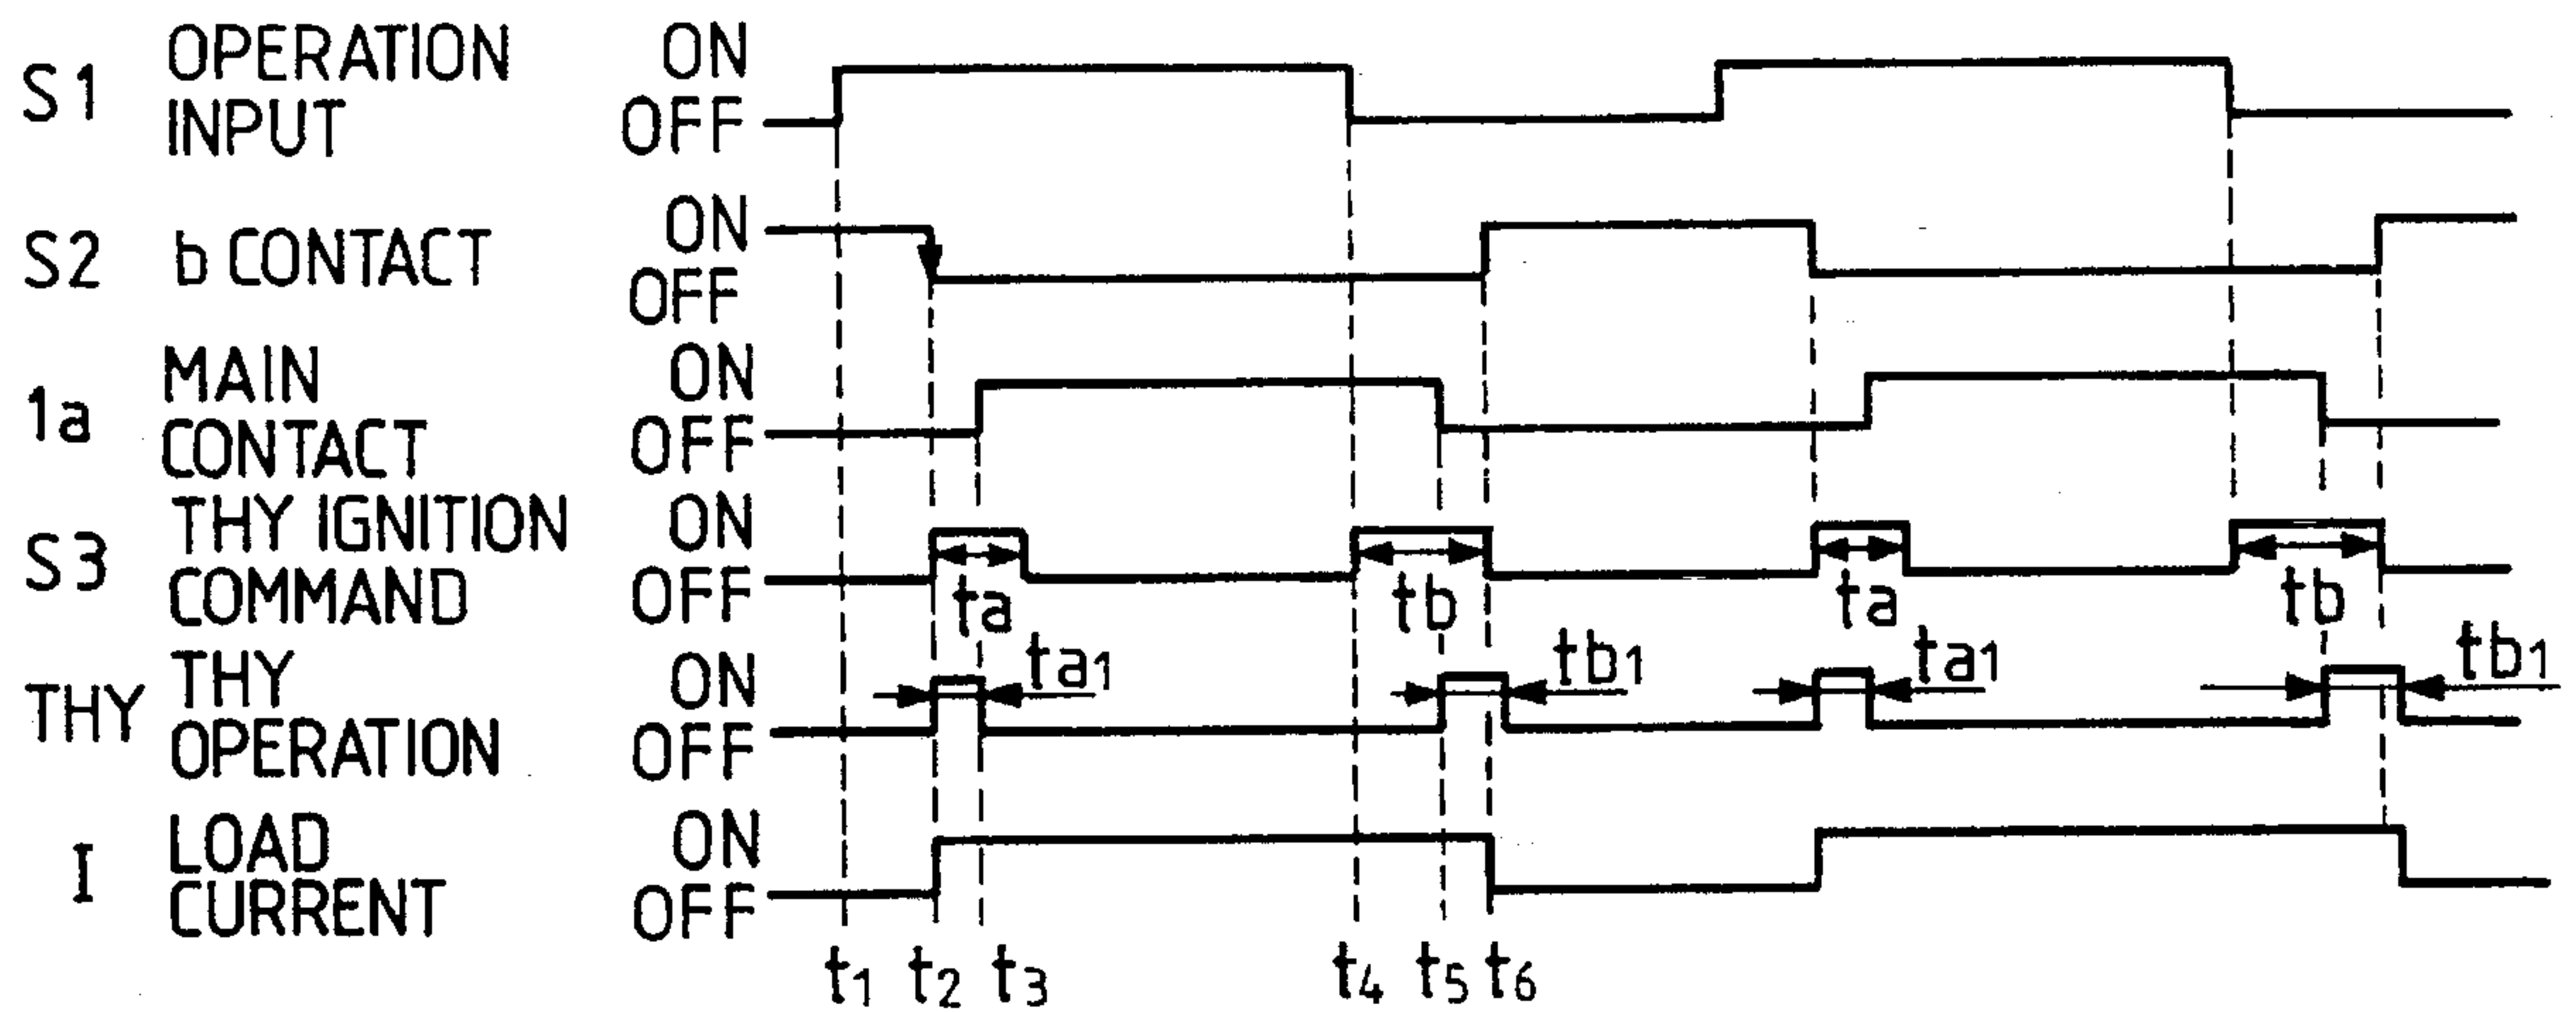 S1 OPERATION INPUT ON OFF
S2 b CONTACT ON OFF
1a MAIN CONTACT ON OFF
S3 THY IGNITION COMMAND ON OFF
ta tb ta tb
THY THY OPERATION ON OFF
ta1 tb1 ta1 tb1
I LOAD CURRENT ON OFF
t1 t2 t3 t4 t5 t6